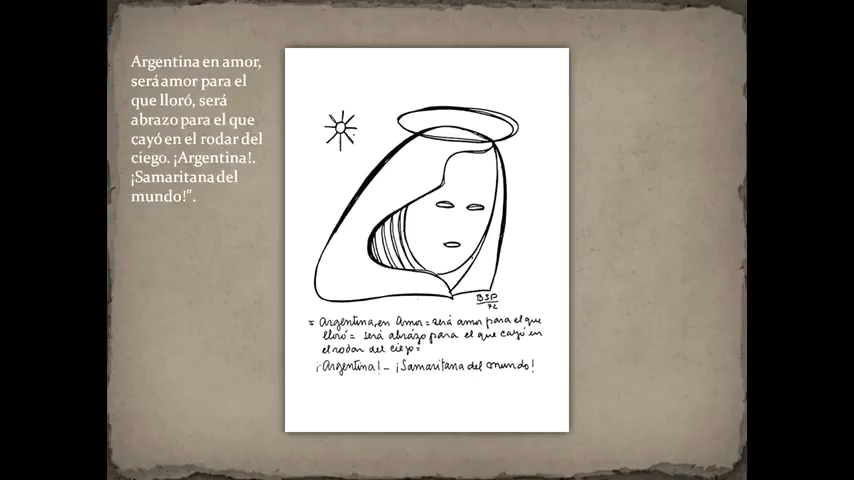 Argentina en amor,
será amor para el
que lloró, será
abrazo para el que
cayó en el rodar del
ciego. ¡Argentina!.
¡Samaritana del
mundo!".
BSP
72
= Argentina, en Amor = será amor para el que
lloró = será abrázo para el que cayó en
el rodar del ciego =
¡Argentina! - ¡Samaritana del mundo!